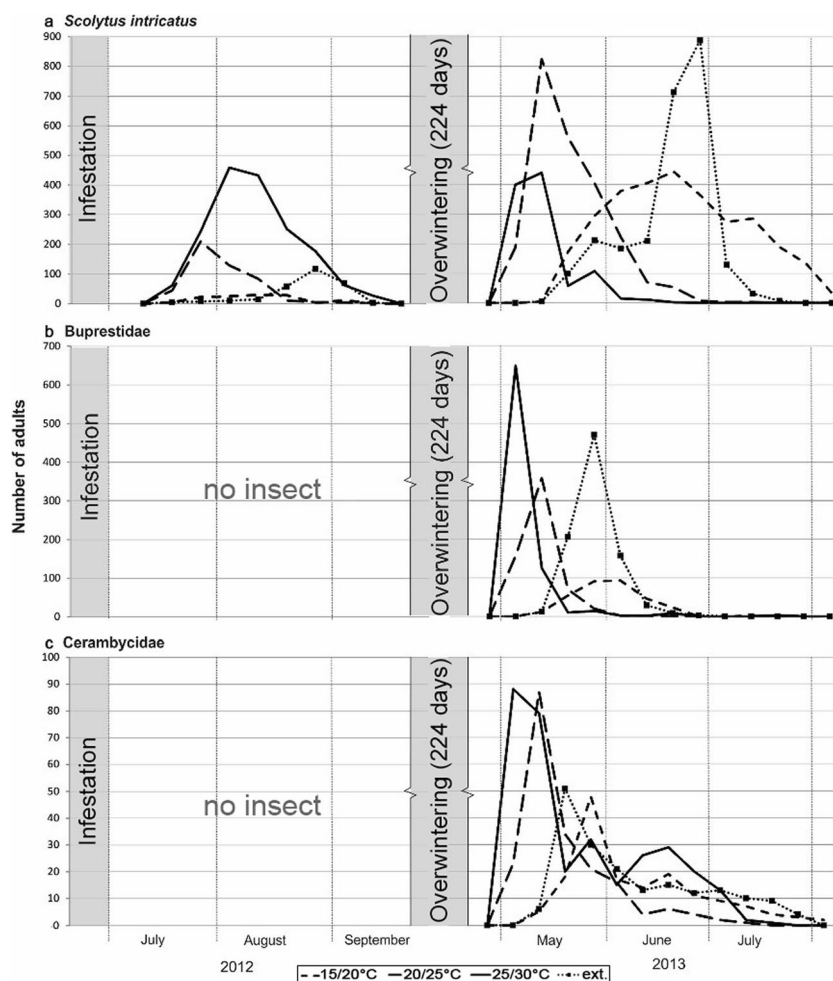 a Scolytus intricatus
900
800
700
600
500
400
300
200
100
0
Infestation
Overwintering (224 days)
b Buprestidae
700
600
500
400
300
200
100
0
Infestation
no insect
Overwintering (224 days)
Number of adults
c Cerambycidae
100
90
80
70
60
50
40
30
20
10
0
Infestation
no insect
Overwintering (224 days)
July August September May June July
2012 2013
15/20°C 20/25°C 25/30°C ext.